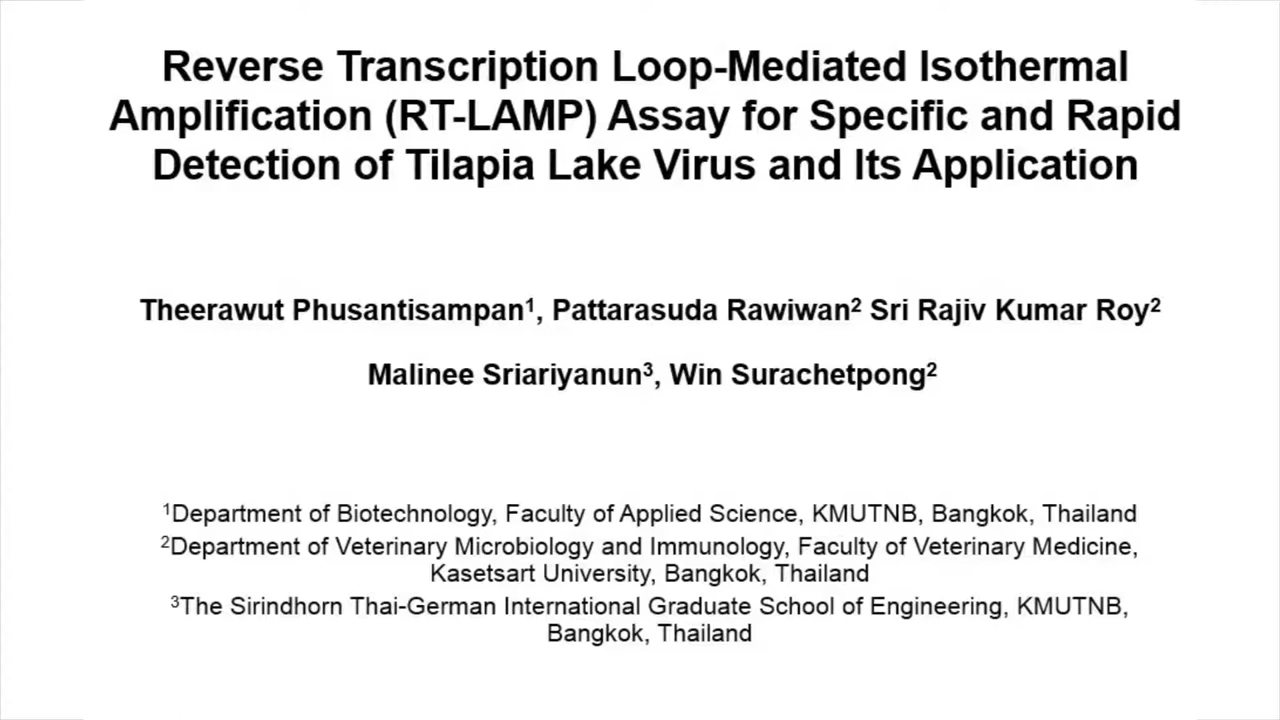 Reverse Transcription Loop-Mediated Isothermal
Amplification (RT-LAMP) Assay for Specific and Rapid
Detection of Tilapia Lake Virus and Its Application
Theerawut Phusantisampan¹, Pattarasuda Rawiwan² Sri Rajiv Kumar Roy²
Malinee Sriariyanun³, Win Surachetpong²
¹Department of Biotechnology, Faculty of Applied Science, KMUTNB, Bangkok, Thailand
²Department of Veterinary Microbiology and Immunology, Faculty of Veterinary Medicine,
Kasetsart University, Bangkok, Thailand
³The Sirindhorn Thai-German International Graduate School of Engineering, KMUTNB,
Bangkok, Thailand